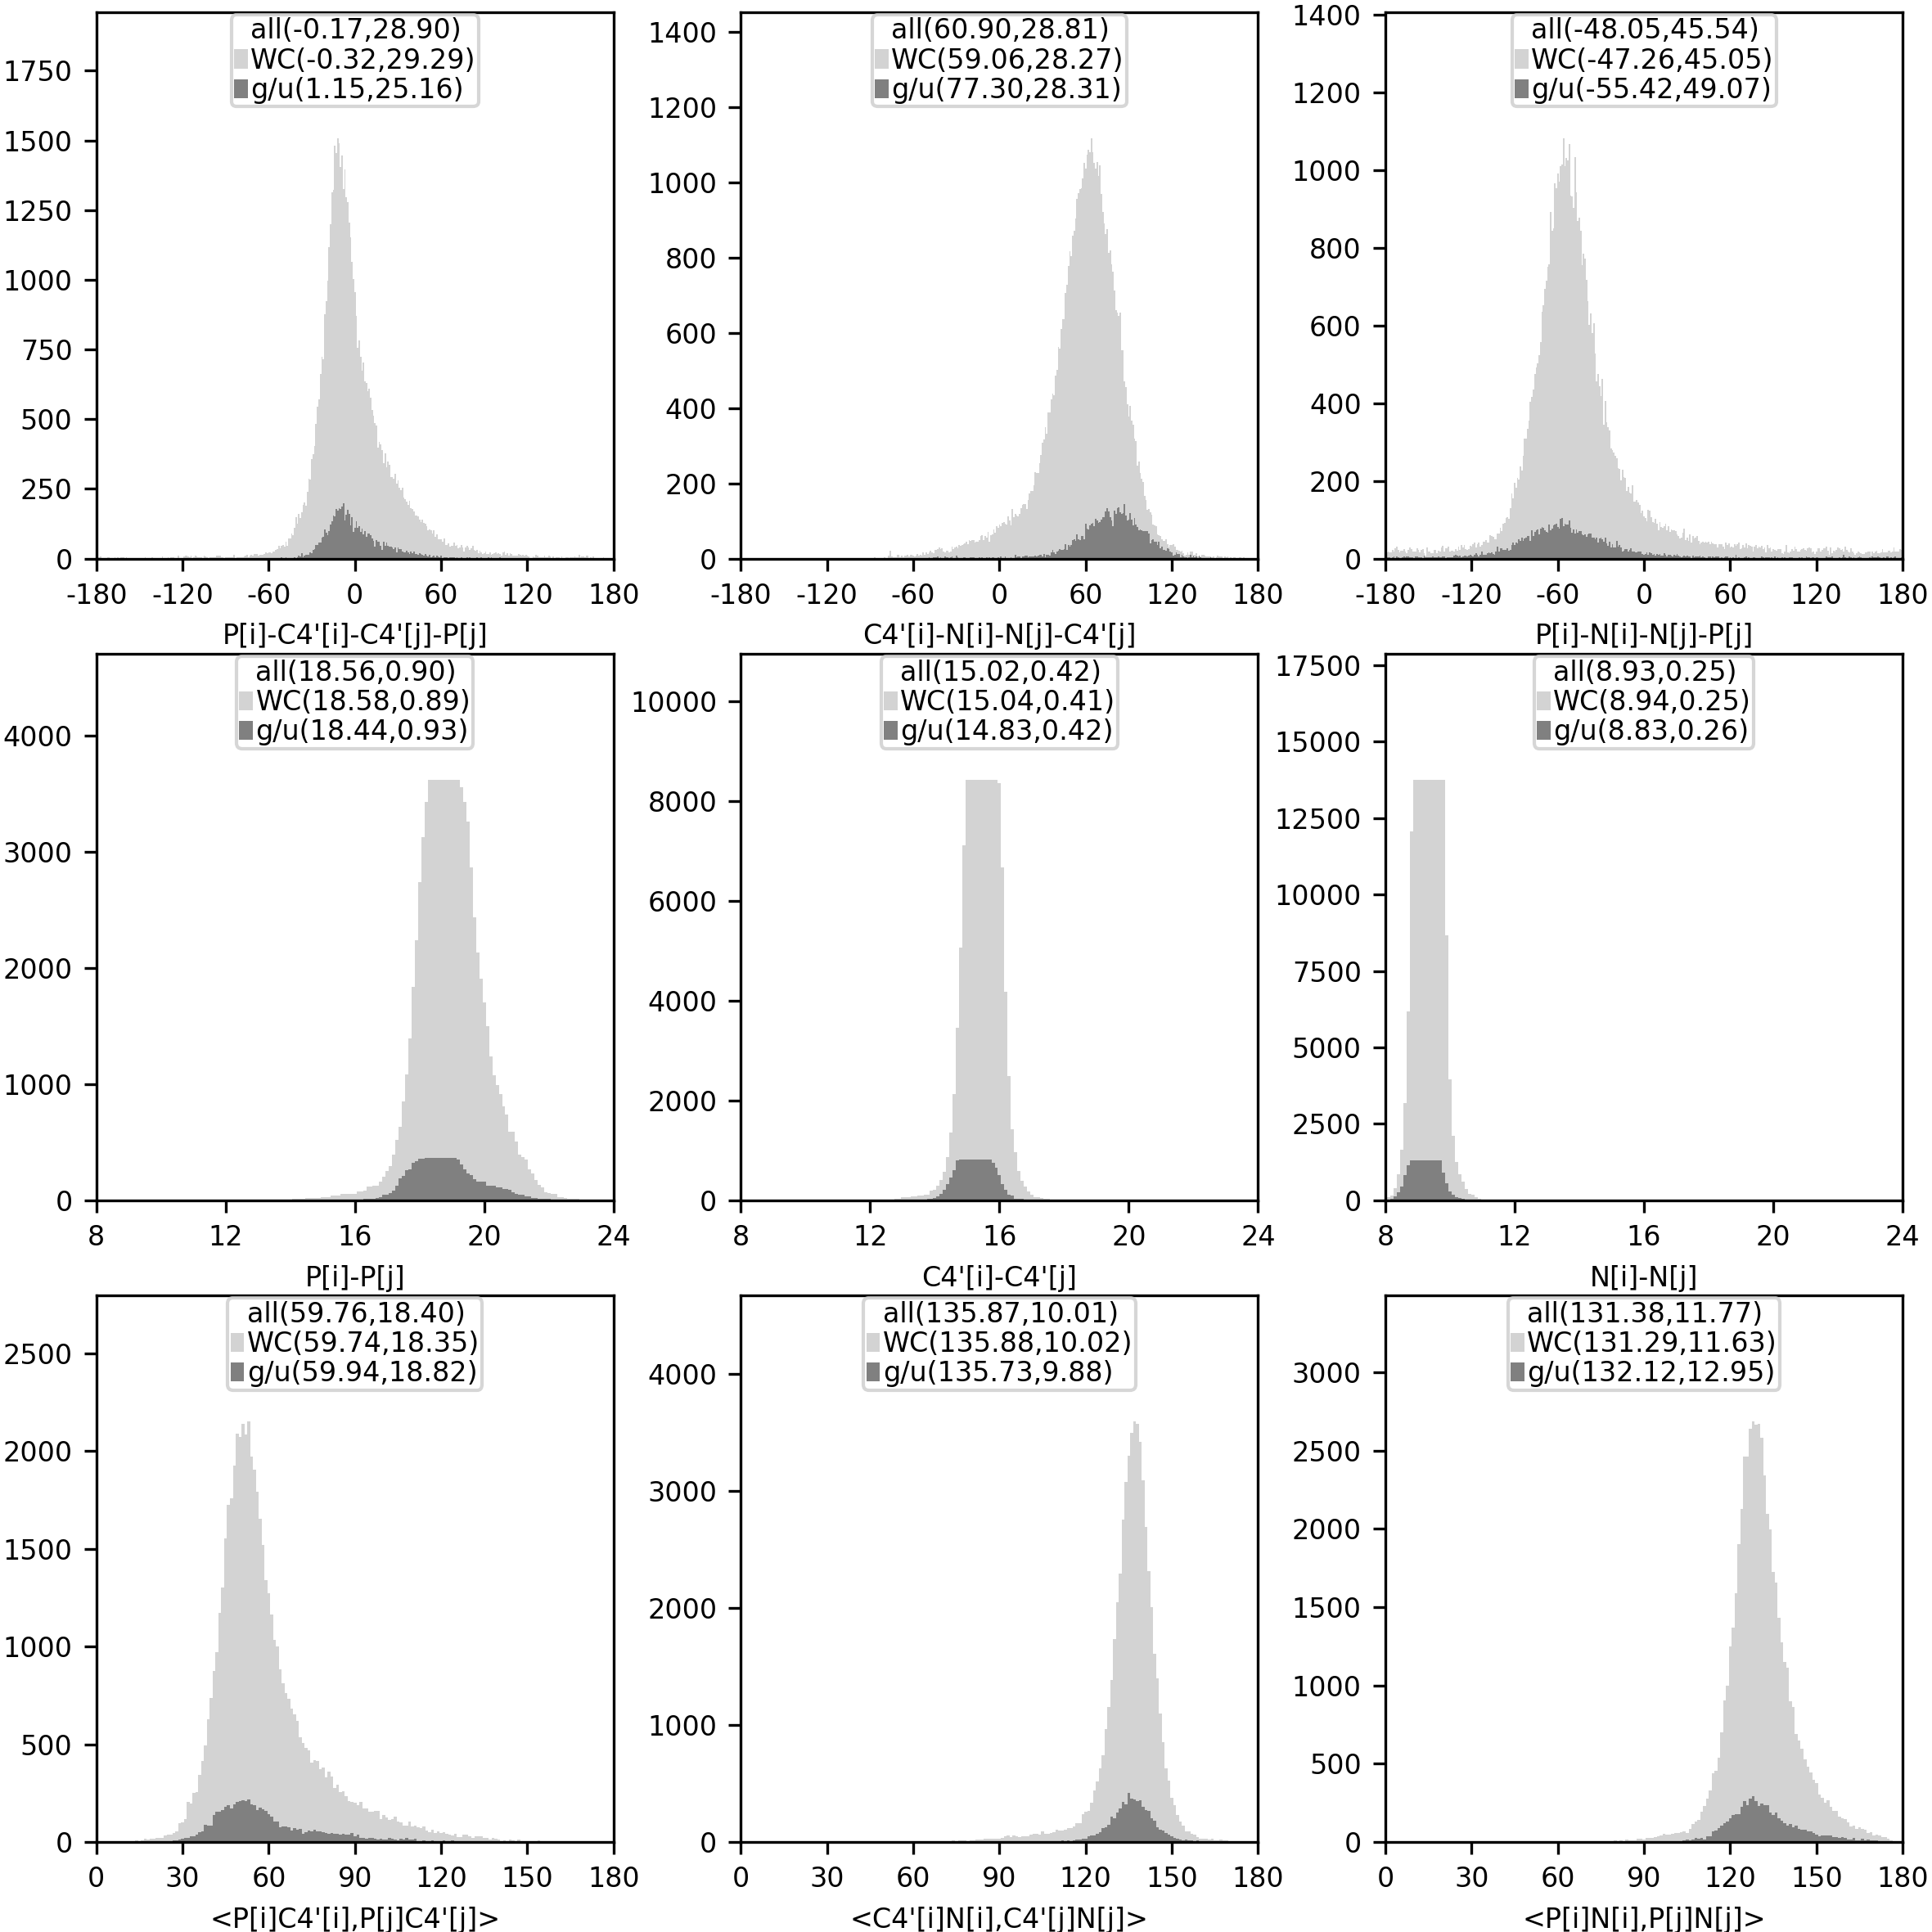 all(-0.17,28.90)
WC(-0.32,29.29)
g/u(1.15,25.16)
1750
1500
1250
1000
750
500
250
0
-180 -120 -60 0 60 120 180
P[i]-C4'[i]-C4'[j]-P[j]
all(60.90,28.81)
WC(59.06,28.27)
g/u(77.30,28.31)
1400
1200
1000
800
600
400
200
0
-180 -120 -60 0 60 120 180
C4'[i]-N[i]-N[j]-C4'[j]
all(-48.05,45.54)
WC(-47.26,45.05)
g/u(-55.42,49.07)
1400
1200
1000
800
600
400
200
0
-180 -120 -60 0 60 120 180
P[i]-N[i]-N[j]-P[j]
all(18.56,0.90)
WC(18.58,0.89)
g/u(18.44,0.93)
4000
3000
2000
1000
0
8 12 16 20 24
P[i]-P[j]
all(15.02,0.42)
WC(15.04,0.41)
g/u(14.83,0.42)
10000
8000
6000
4000
2000
0
8 12 16 20 24
C4'[i]-C4'[j]
all(8.93,0.25)
WC(8.94,0.25)
g/u(8.83,0.26)
17500
15000
12500
10000
7500
5000
2500
0
8 12 16 20 24
N[i]-N[j]
all(59.76,18.40)
WC(59.74,18.35)
g/u(59.94,18.82)
2500
2000
1500
1000
500
0
0 30 60 90 120 150 180
<P[i]C4'[i],P[j]C4'[j]>
all(135.87,10.01)
WC(135.88,10.02)
g/u(135.73,9.88)
4000
3000
2000
1000
0
0 30 60 90 120 150 180
<C4'[i]N[i],C4'[j]N[j]>
all(131.38,11.77)
WC(131.29,11.63)
g/u(132.12,12.95)
3000
2500
2000
1500
1000
500
0
0 30 60 90 120 150 180
<P[i]N[i],P[j]N[j]>